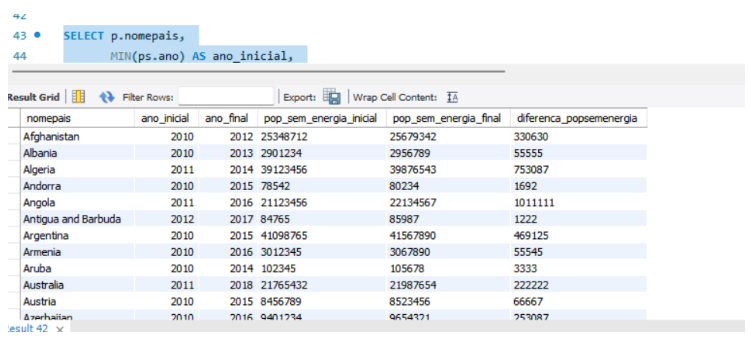 42
43 SELECT p.nomepais,
44 MIN(ps.ano) AS ano_inicial,
Result Grid Filter Rows: Export: Wrap Cell Content: IA
nomepais ano_inicial ano_final pop_sem_energia_inicial pop_sem_energia_final diferenca_popsemenergia
Afghanistan 2010 2012 25348712 25679342 330630
Albania 2010 2013 2901234 2956789 55555
Algeria 2011 2014 39123456 39876543 753087
Andorra 2010 2015 78542 80234 1692
Angola 2011 2016 21123456 22134567 1011111
Antigua and Barbuda 2012 2017 84765 85987 1222
Argentina 2010 2015 41098765 41567890 469125
Armenia 2010 2016 3012345 3067890 55545
Aruba 2010 2014 102345 105678 3333
Australia 2011 2018 21765432 21987654 222222
Austria 2010 2015 8456789 8523456 66667
Azerbaijan 2010 2016 9401234 9654321 253087
Result 42 ×